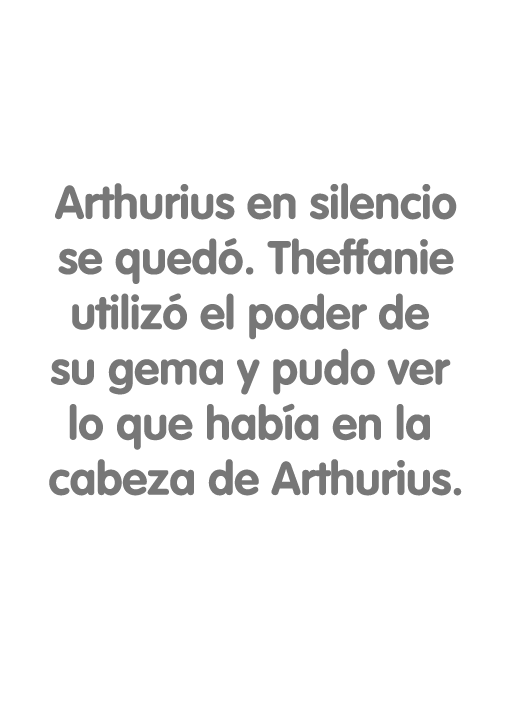 Arthurius en silencio
se quedó. Theffanie
utilizó el poder de
su gema y pudo ver
lo que había en la
cabeza de Arthurius.